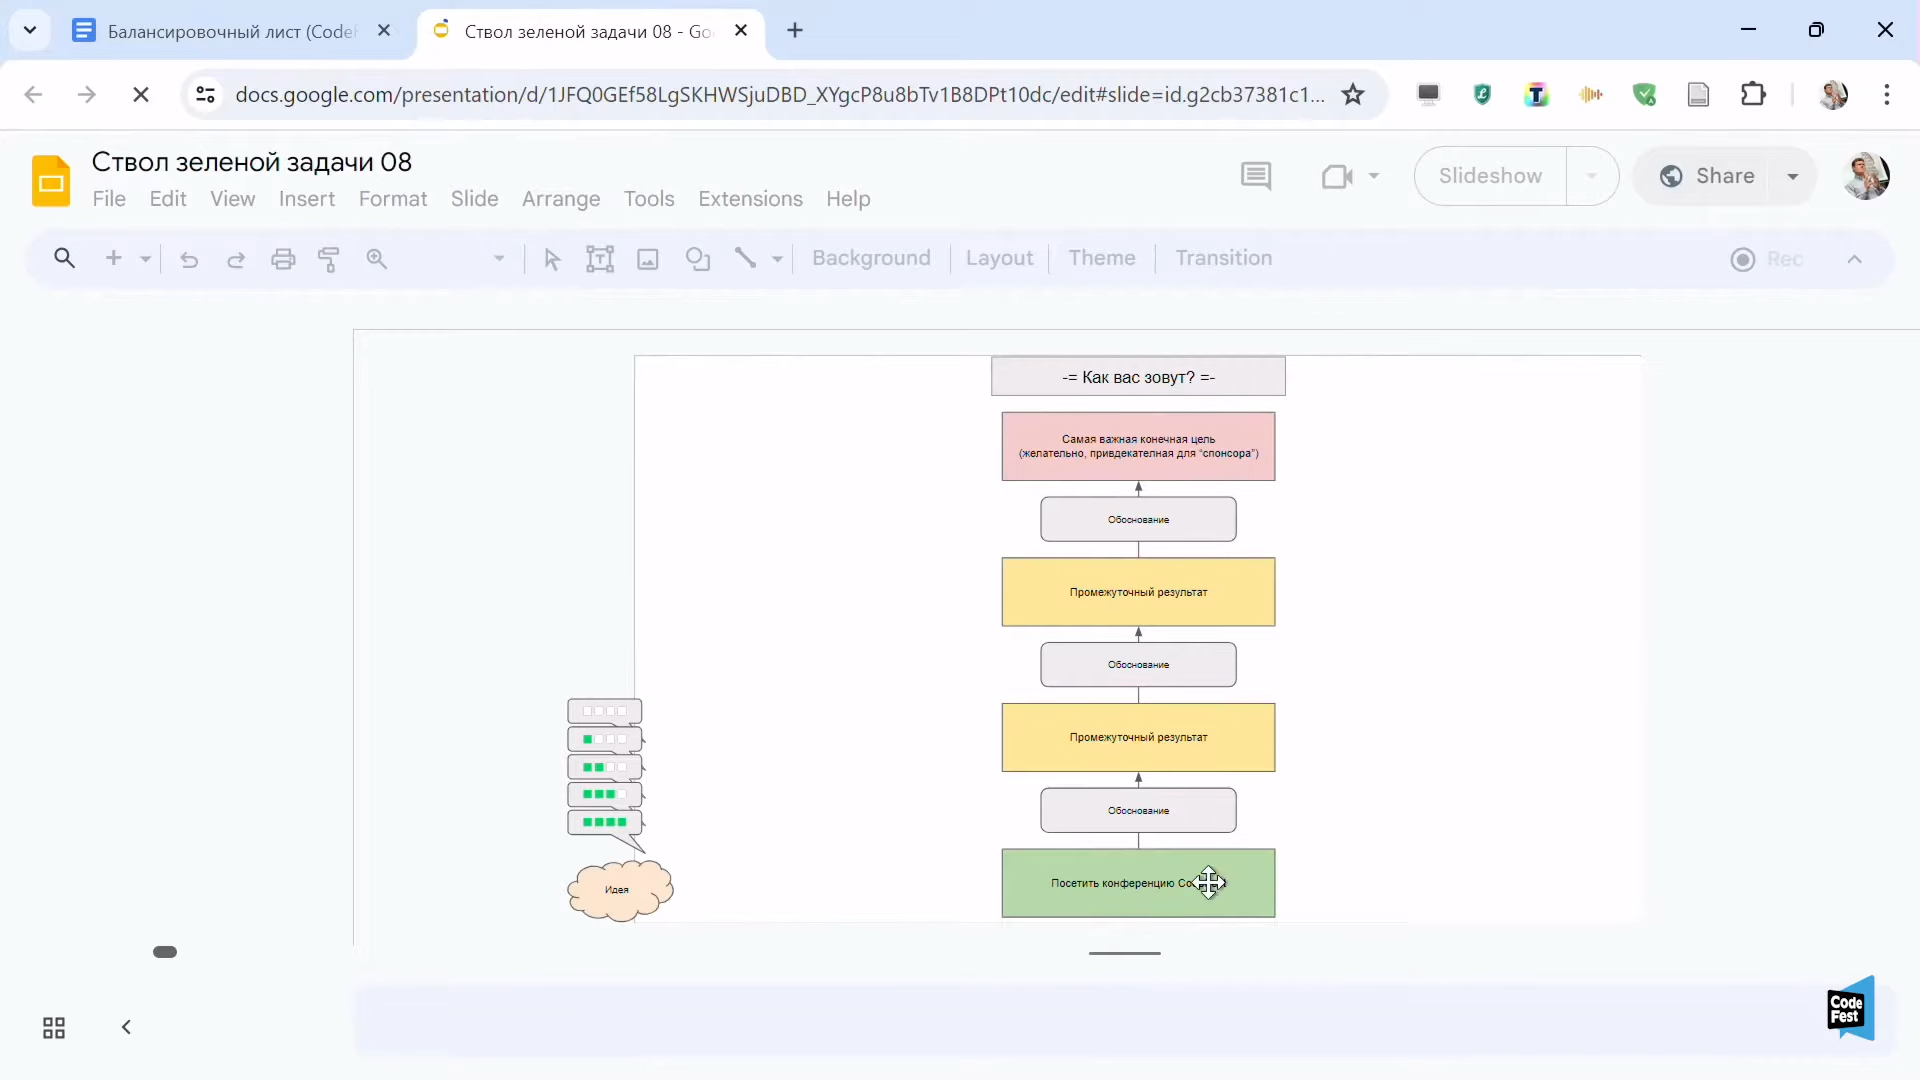 Балансировочный лист (Code
Ствол зеленой задачи 08 - Go
docs.google.com/presentation/d/1JFQ0GEf58LgSKHWSjuDBD_XYgcP8u8bTv1B8DPt10dc/edit#slide=id.g2cb37381c1...
Ствол зеленой задачи 08
File Edit View Insert Format Slide Arrange Tools Extensions Help
Slideshow
Share
Background Layout Theme Transition
Rec
-= Как вас зовут? =-
Самая важная конечная цель
(желательно, привдекателная для “спонсора”)
Обоснование
Промежуточный результат
Обоснование
Промежуточный результат
Обоснование
Посетить конференцию
Идея
Code
Fest